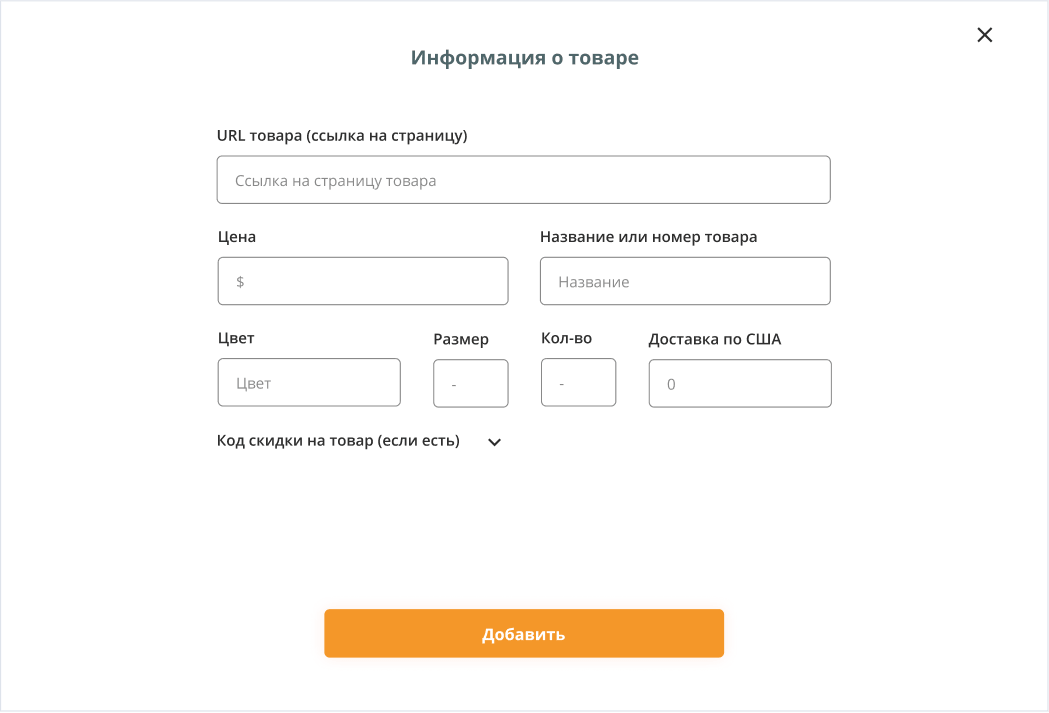 Информация о товаре
URL товара (ссылка на страницу)
Ссылка на страницу товара
Цена
Название или номер товара
$
Название
Цвет
Размер
Кол-во
Доставка по США
Цвет
-
-
0
Код скидки на товар (если есть)
Добавить